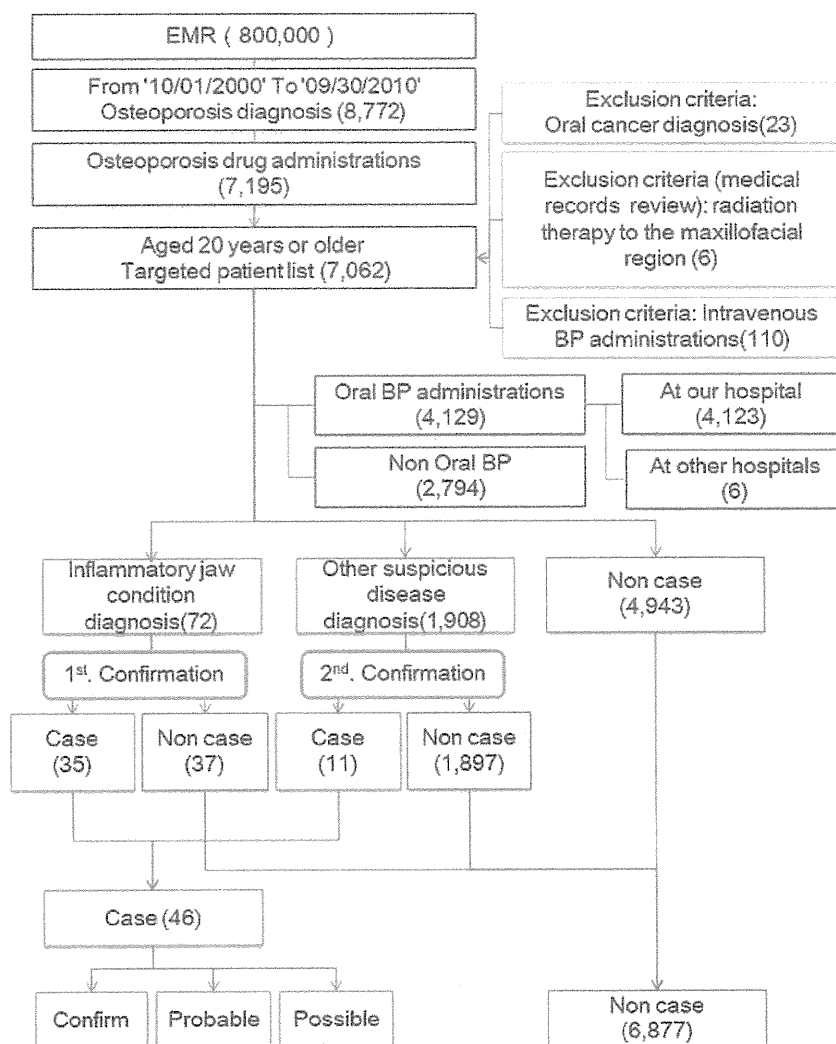 EMR ( 800,000 )
From '10/01/2000' To '09/30/2010'
Osteoporosis diagnosis (8,772)
Osteoporosis drug administrations
(7,195)
Aged 20 years or older
Targeted patient list (7,062)
Exclusion criteria:
Oral cancer diagnosis(23)
Exclusion criteria (medical
records review): radiation
therapy to the maxillofacial
region (6)
Exclusion criteria: Intravenous
BP administrations(110)
Oral BP administrations
(4,129)
At our hospital
(4,123)
Non Oral BP
(2,794)
At other hospitals
(6)
Inflammatory jaw
condition
diagnosis(72)
Other suspicious
disease
diagnosis(1,908)
Non case
(4,943)
1st. Confirmation
2nd. Confirmation
Case
(35)
Non case
(37)
Case
(11)
Non case
(1,897)
Case (46)
Confirm
Probable
Possible
Non case
(6,877)